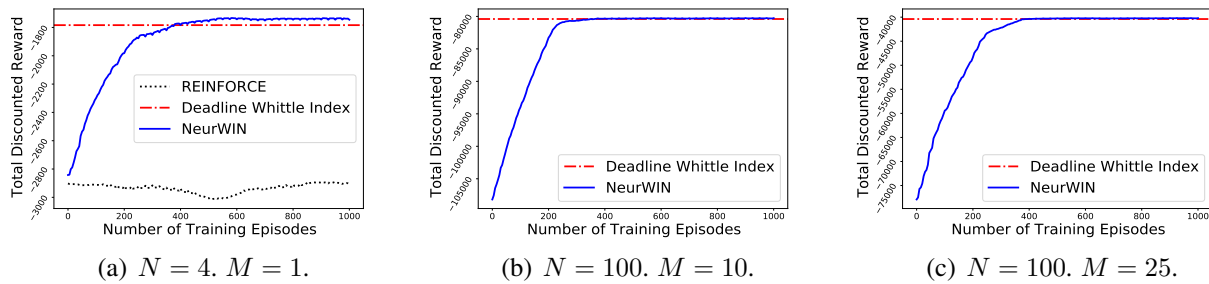 Total Discounted Reward
−1800
−2000
−2200
−2400
−2600
−2800
−3000
REINFORCE
Deadline Whittle Index
NeurWIN
0 200 400 600 800 1000
Number of Training Episodes
(a) N = 4. M = 1.
Total Discounted Reward
−80000
−85000
−90000
−95000
−100000
−105000
Deadline Whittle Index
NeurWIN
0 200 400 600 800 1000
Number of Training Episodes
(b) N = 100. M = 10.
Total Discounted Reward
−40000
−45000
−50000
−55000
−60000
−65000
−70000
−75000
Deadline Whittle Index
NeurWIN
0 200 400 600 800 1000
Number of Training Episodes
(c) N = 100. M = 25.